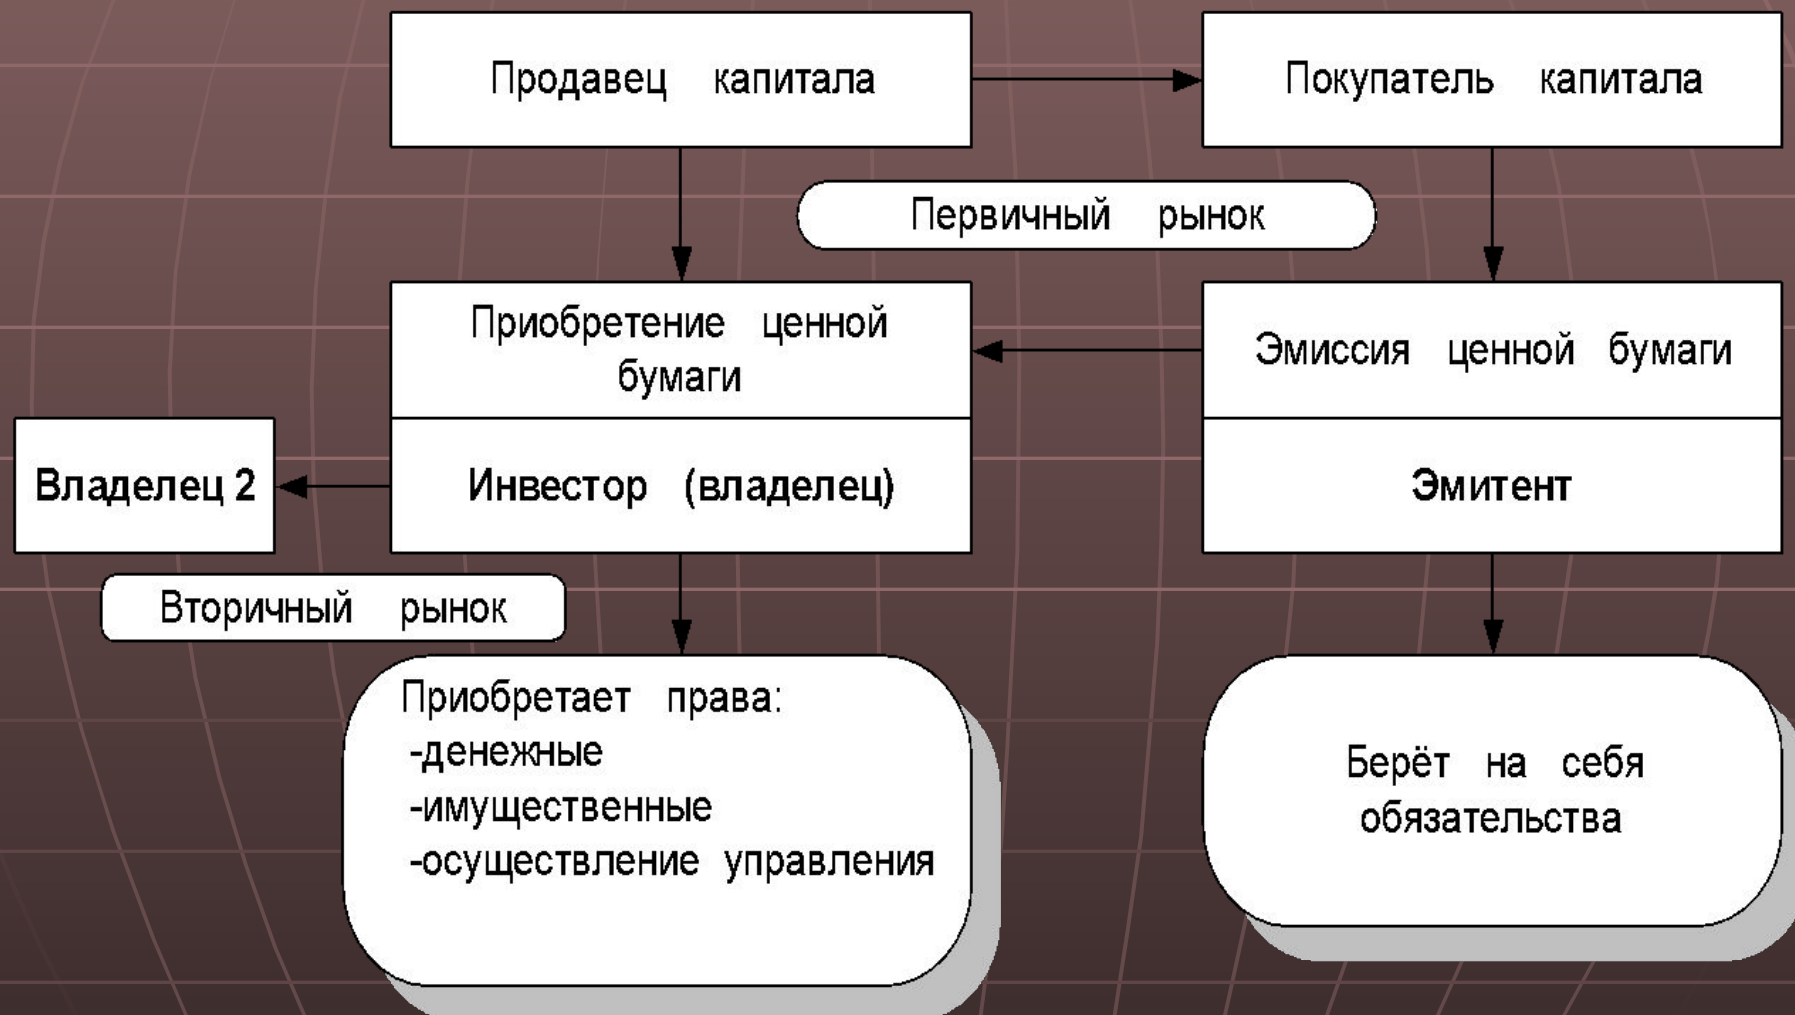 Продавец капитала
Покупатель капитала
Первичный рынок
Приобретение ценной
бумаги
Эмиссия ценной бумаги
Владелец 2
Инвестор (владелец)
Эмитент
Вторичный рынок
Приобретает права:
-денежные
-имущественные
-осуществление управления
Берёт на себя
обязательства